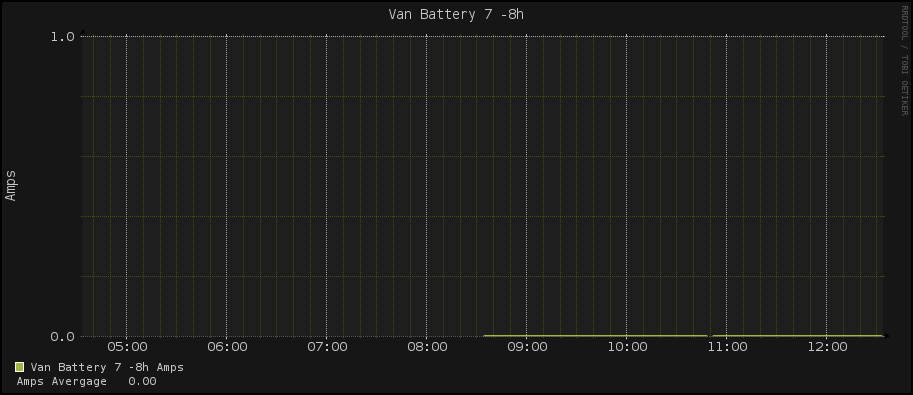 Van Battery 7 -8h
RRDTOOL / TOBI OETIKER
1.0
Amps
0.0
05:00 06:00 07:00 08:00 09:00 10:00 11:00 12:00
Van Battery 7 -8h Amps
Amps Avergage 0.00